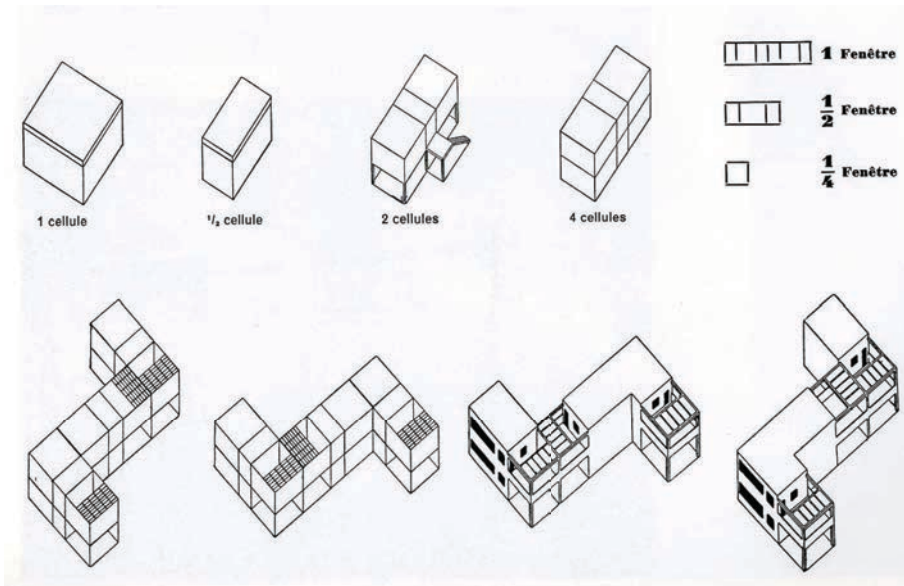 1 Fenêtre
1/2 Fenêtre
1/4 Fenêtre
1 cellule
1/2 cellule
2 cellules
4 cellules